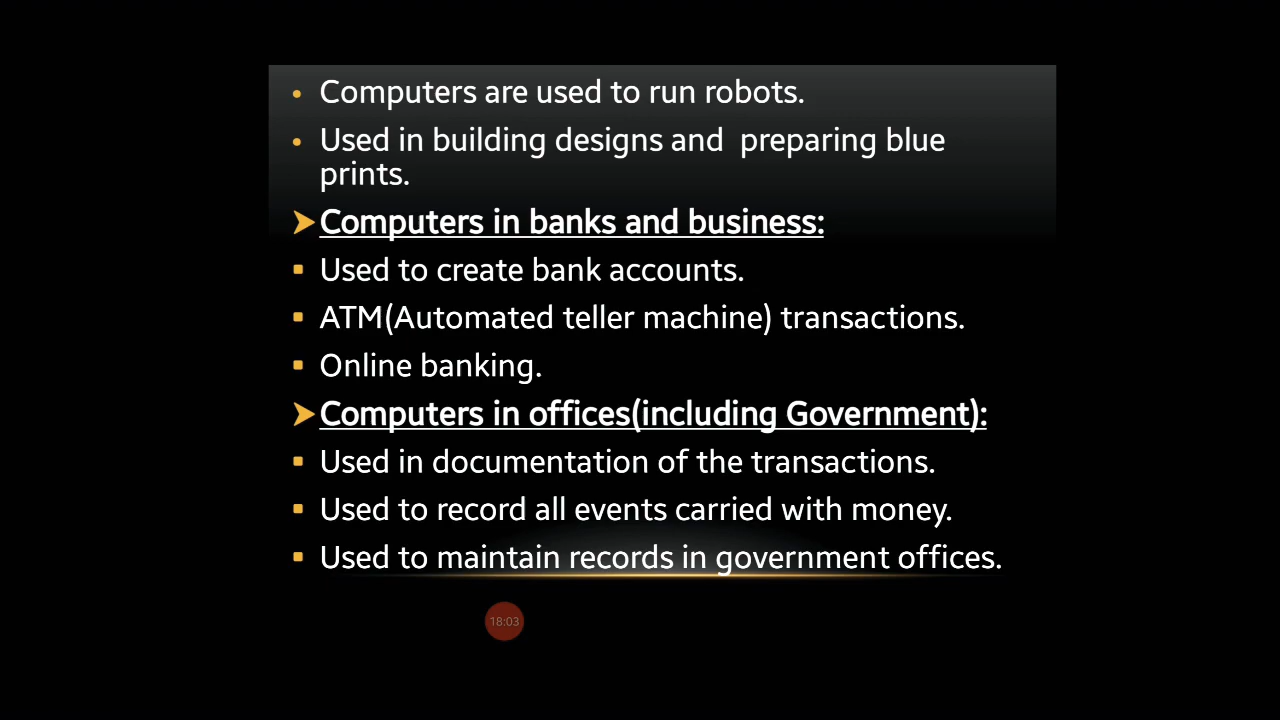 Computers are used to run robots.
Used in building designs and  preparing blue
prints.
Computers in banks and business:
Used to create bank accounts.
ATM(Automated teller machine) transactions.
Online banking.
Computers in offices(including Government):
Used in documentation of the transactions.
Used to record all events carried with money.
Used to maintain records in government offices.
18:03